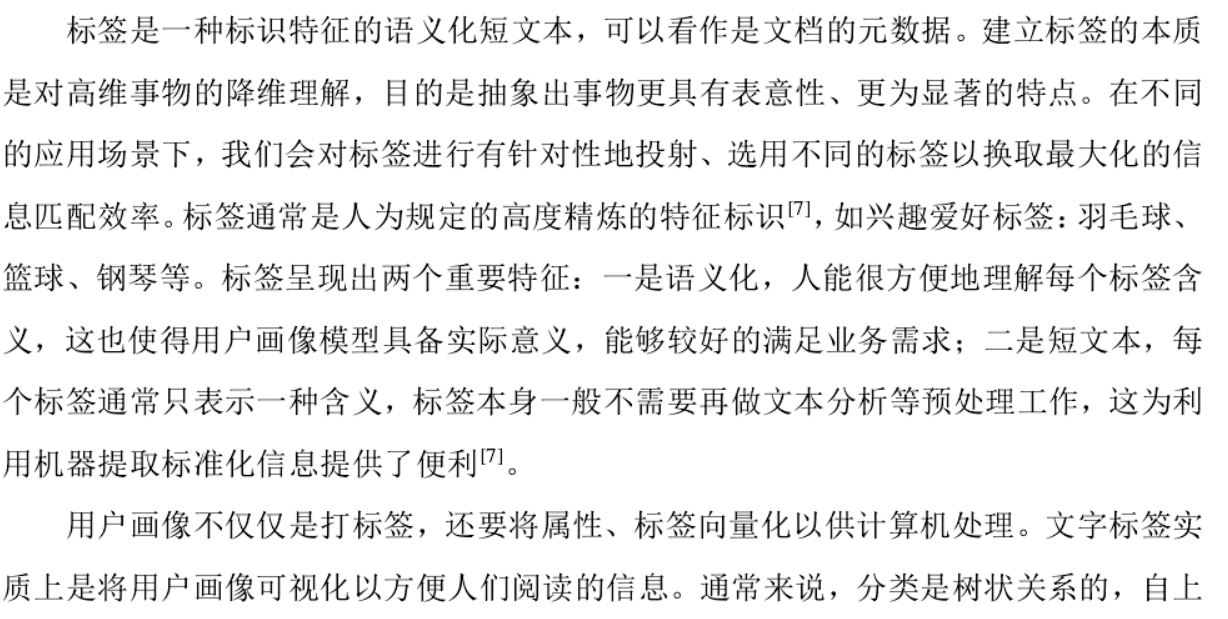 标签是一种标识特征的语义化短文本，可以看作是文档的元数据。建立标签的本质
是对高维事物的降维理解，目的是抽象出事物更具有表意性、更为显著的特点。在不同
的应用场景下，我们会对标签进行有针对性地投射、选用不同的标签以换取最大化的信
息匹配效率。标签通常是人为规定的高度精炼的特征标识[7]，如兴趣爱好标签：羽毛球、
篮球、钢琴等。标签呈现出两个重要特征：一是语义化，人能很方便地理解每个标签含
义，这也使得用户画像模型具备实际意义，能够较好的满足业务需求；二是短文本，每
个标签通常只表示一种含义，标签本身一般不需要再做文本分析等预处理工作，这为利
用机器提取标准化信息提供了便利[7]。
用户画像不仅仅是打标签，还要将属性、标签向量化以供计算机处理。文字标签实
质上是将用户画像可视化以方便人们阅读的信息。通常来说，分类是树状关系的，自上